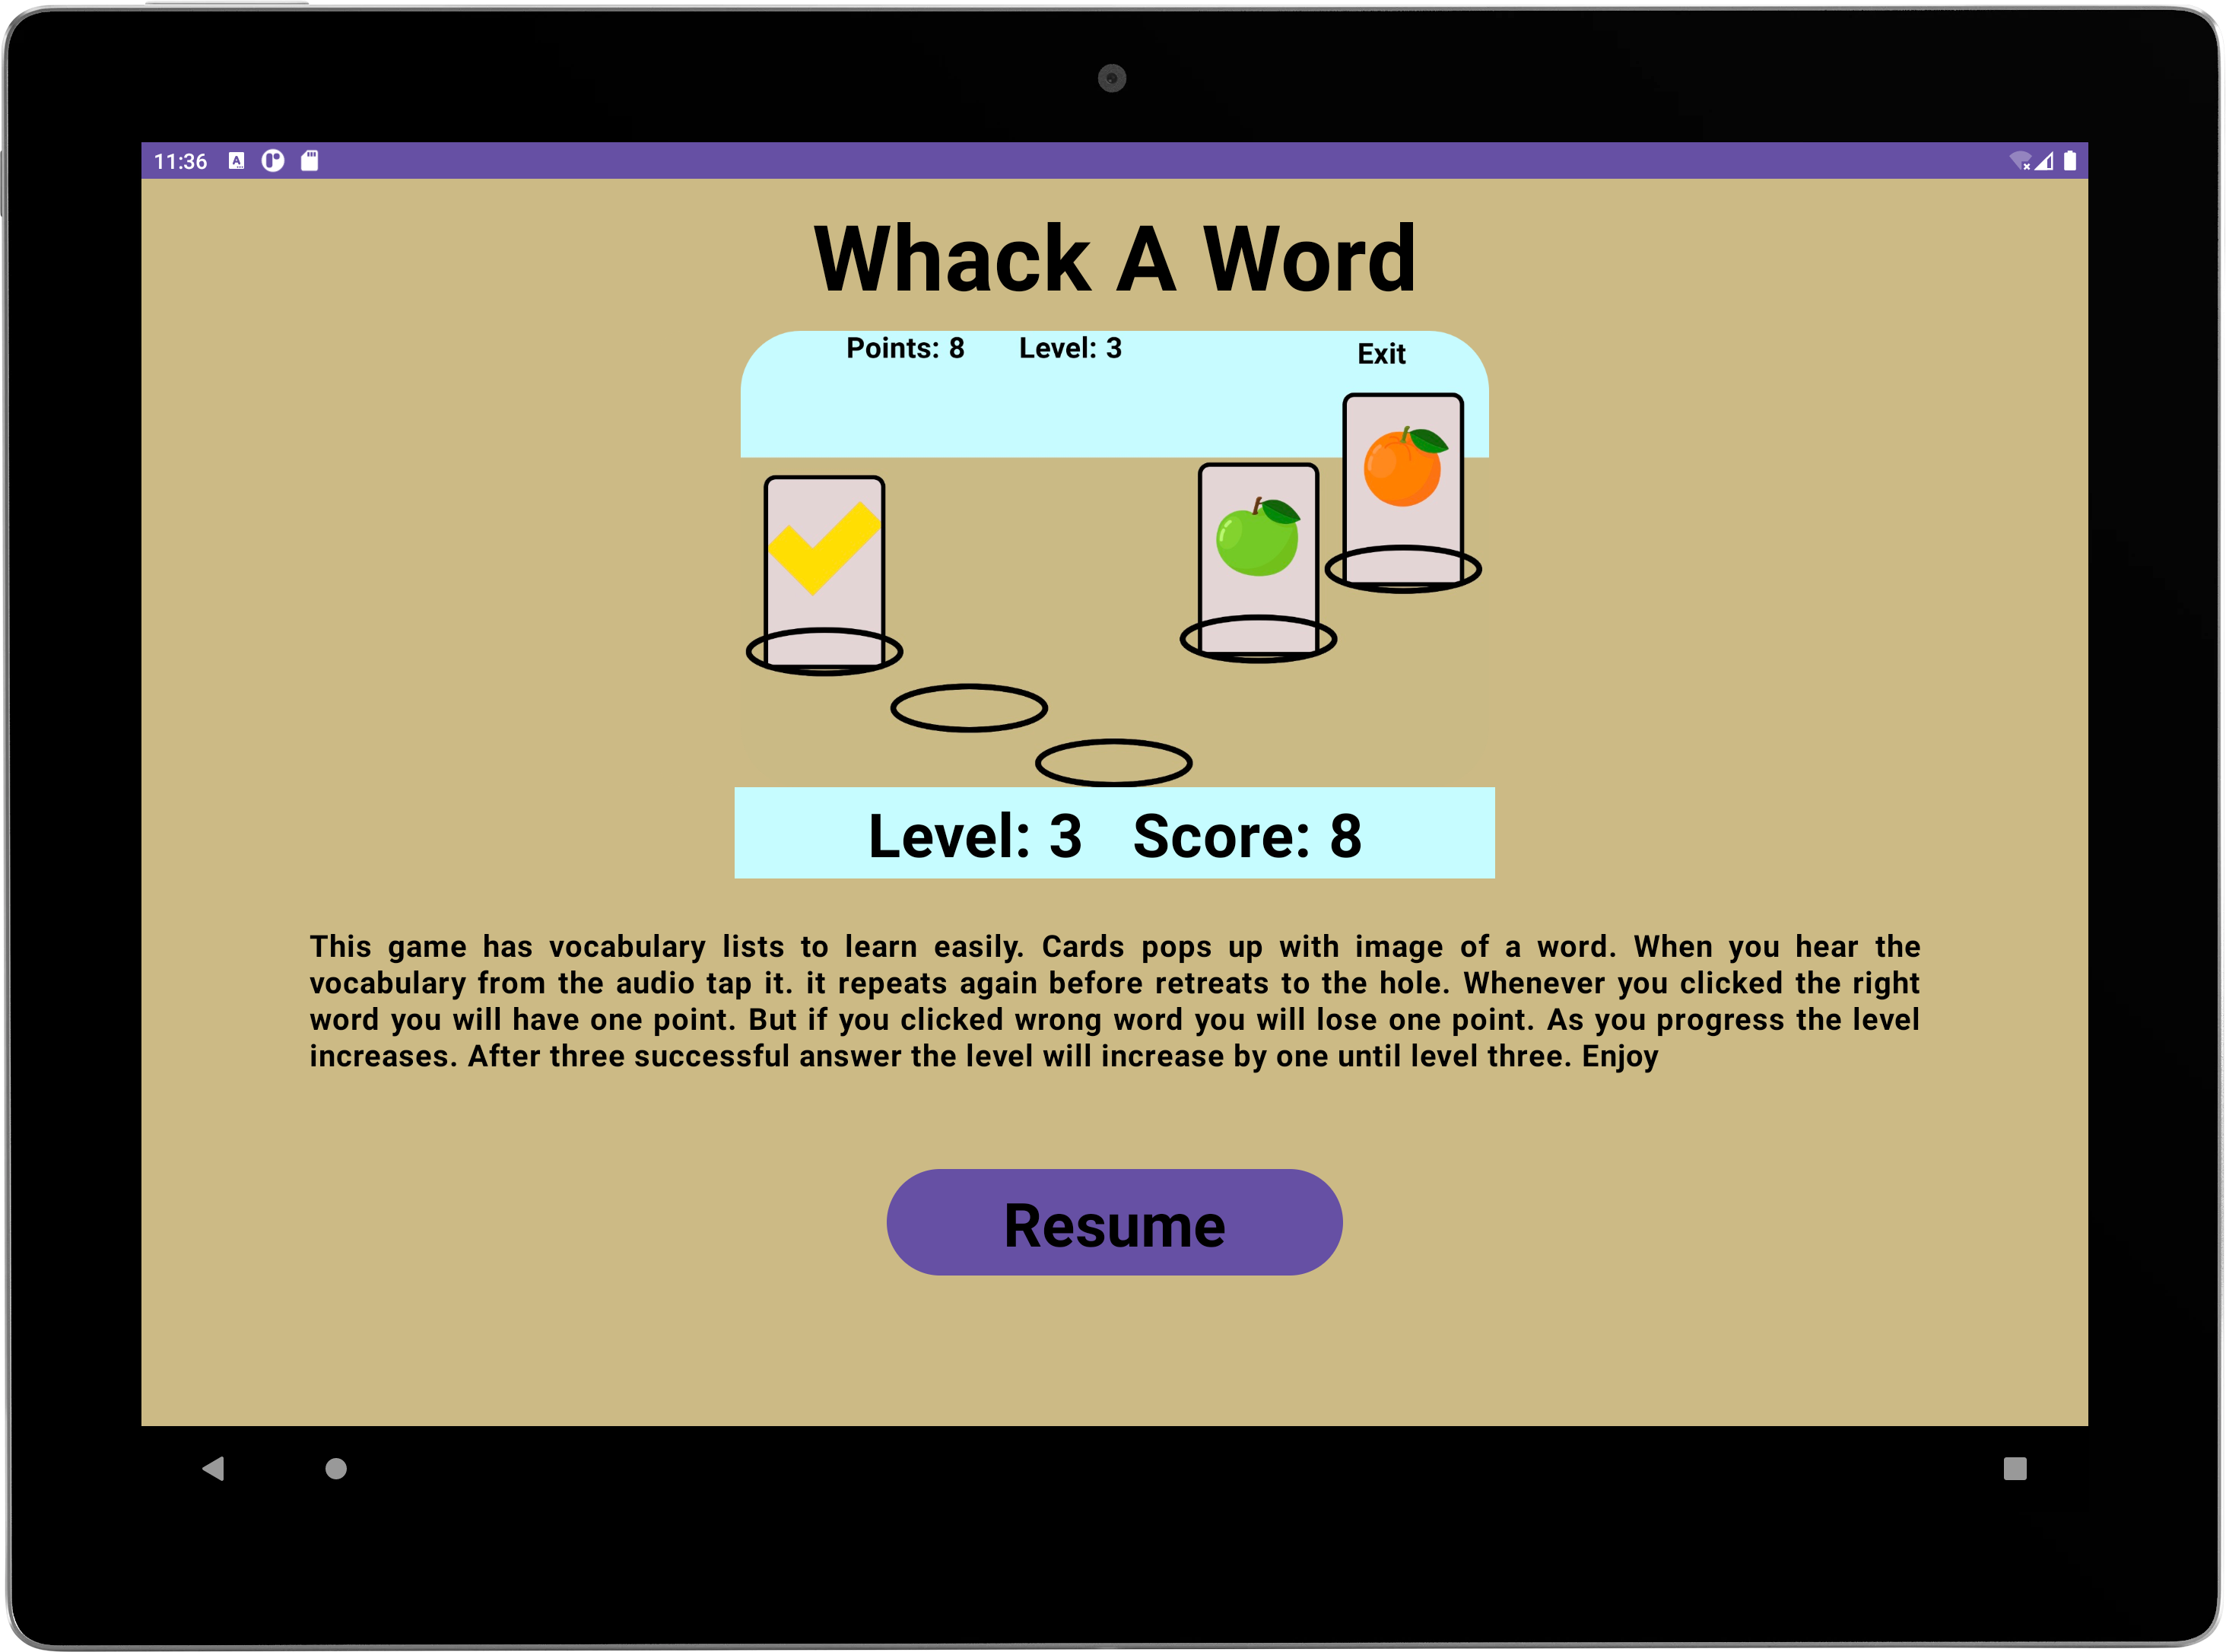 11:36
Whack A Word
Points: 8 Level: 3 Exit
Level: 3 Score: 8
This game has vocabulary lists to learn easily. Cards pops up with image of a word. When you hear the
vocabulary from the audio tap it. it repeats again before retreats to the hole. Whenever you clicked the right
word you will have one point. But if you clicked wrong word you will lose one point. As you progress the level
increases. After three successful answer the level will increase by one until level three. Enjoy
Resume